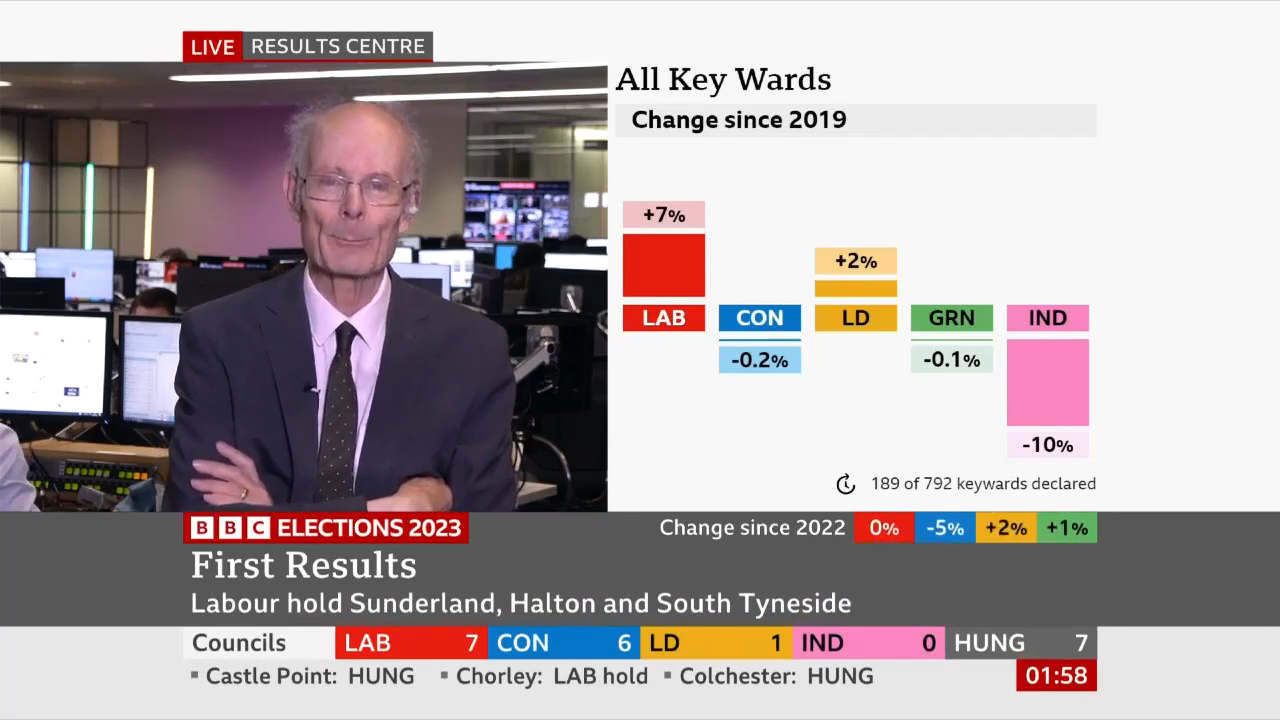 LIVE RESULTS CENTRE
All Key Wards
Change since 2019
+7%
+2%
LAB CON LD GRN IND
-0.2% -0.1%
-10%
189 of 792 keywards declared
BBC ELECTIONS 2023 Change since 2022 0% -5% +2% +1%
First Results
Labour hold Sunderland, Halton and South Tyneside
Councils LAB 7 CON 6 LD 1 IND 0 HUNG 7
▪ Castle Point: HUNG ▪ Chorley: LAB hold ▪ Colchester: HUNG 01:58